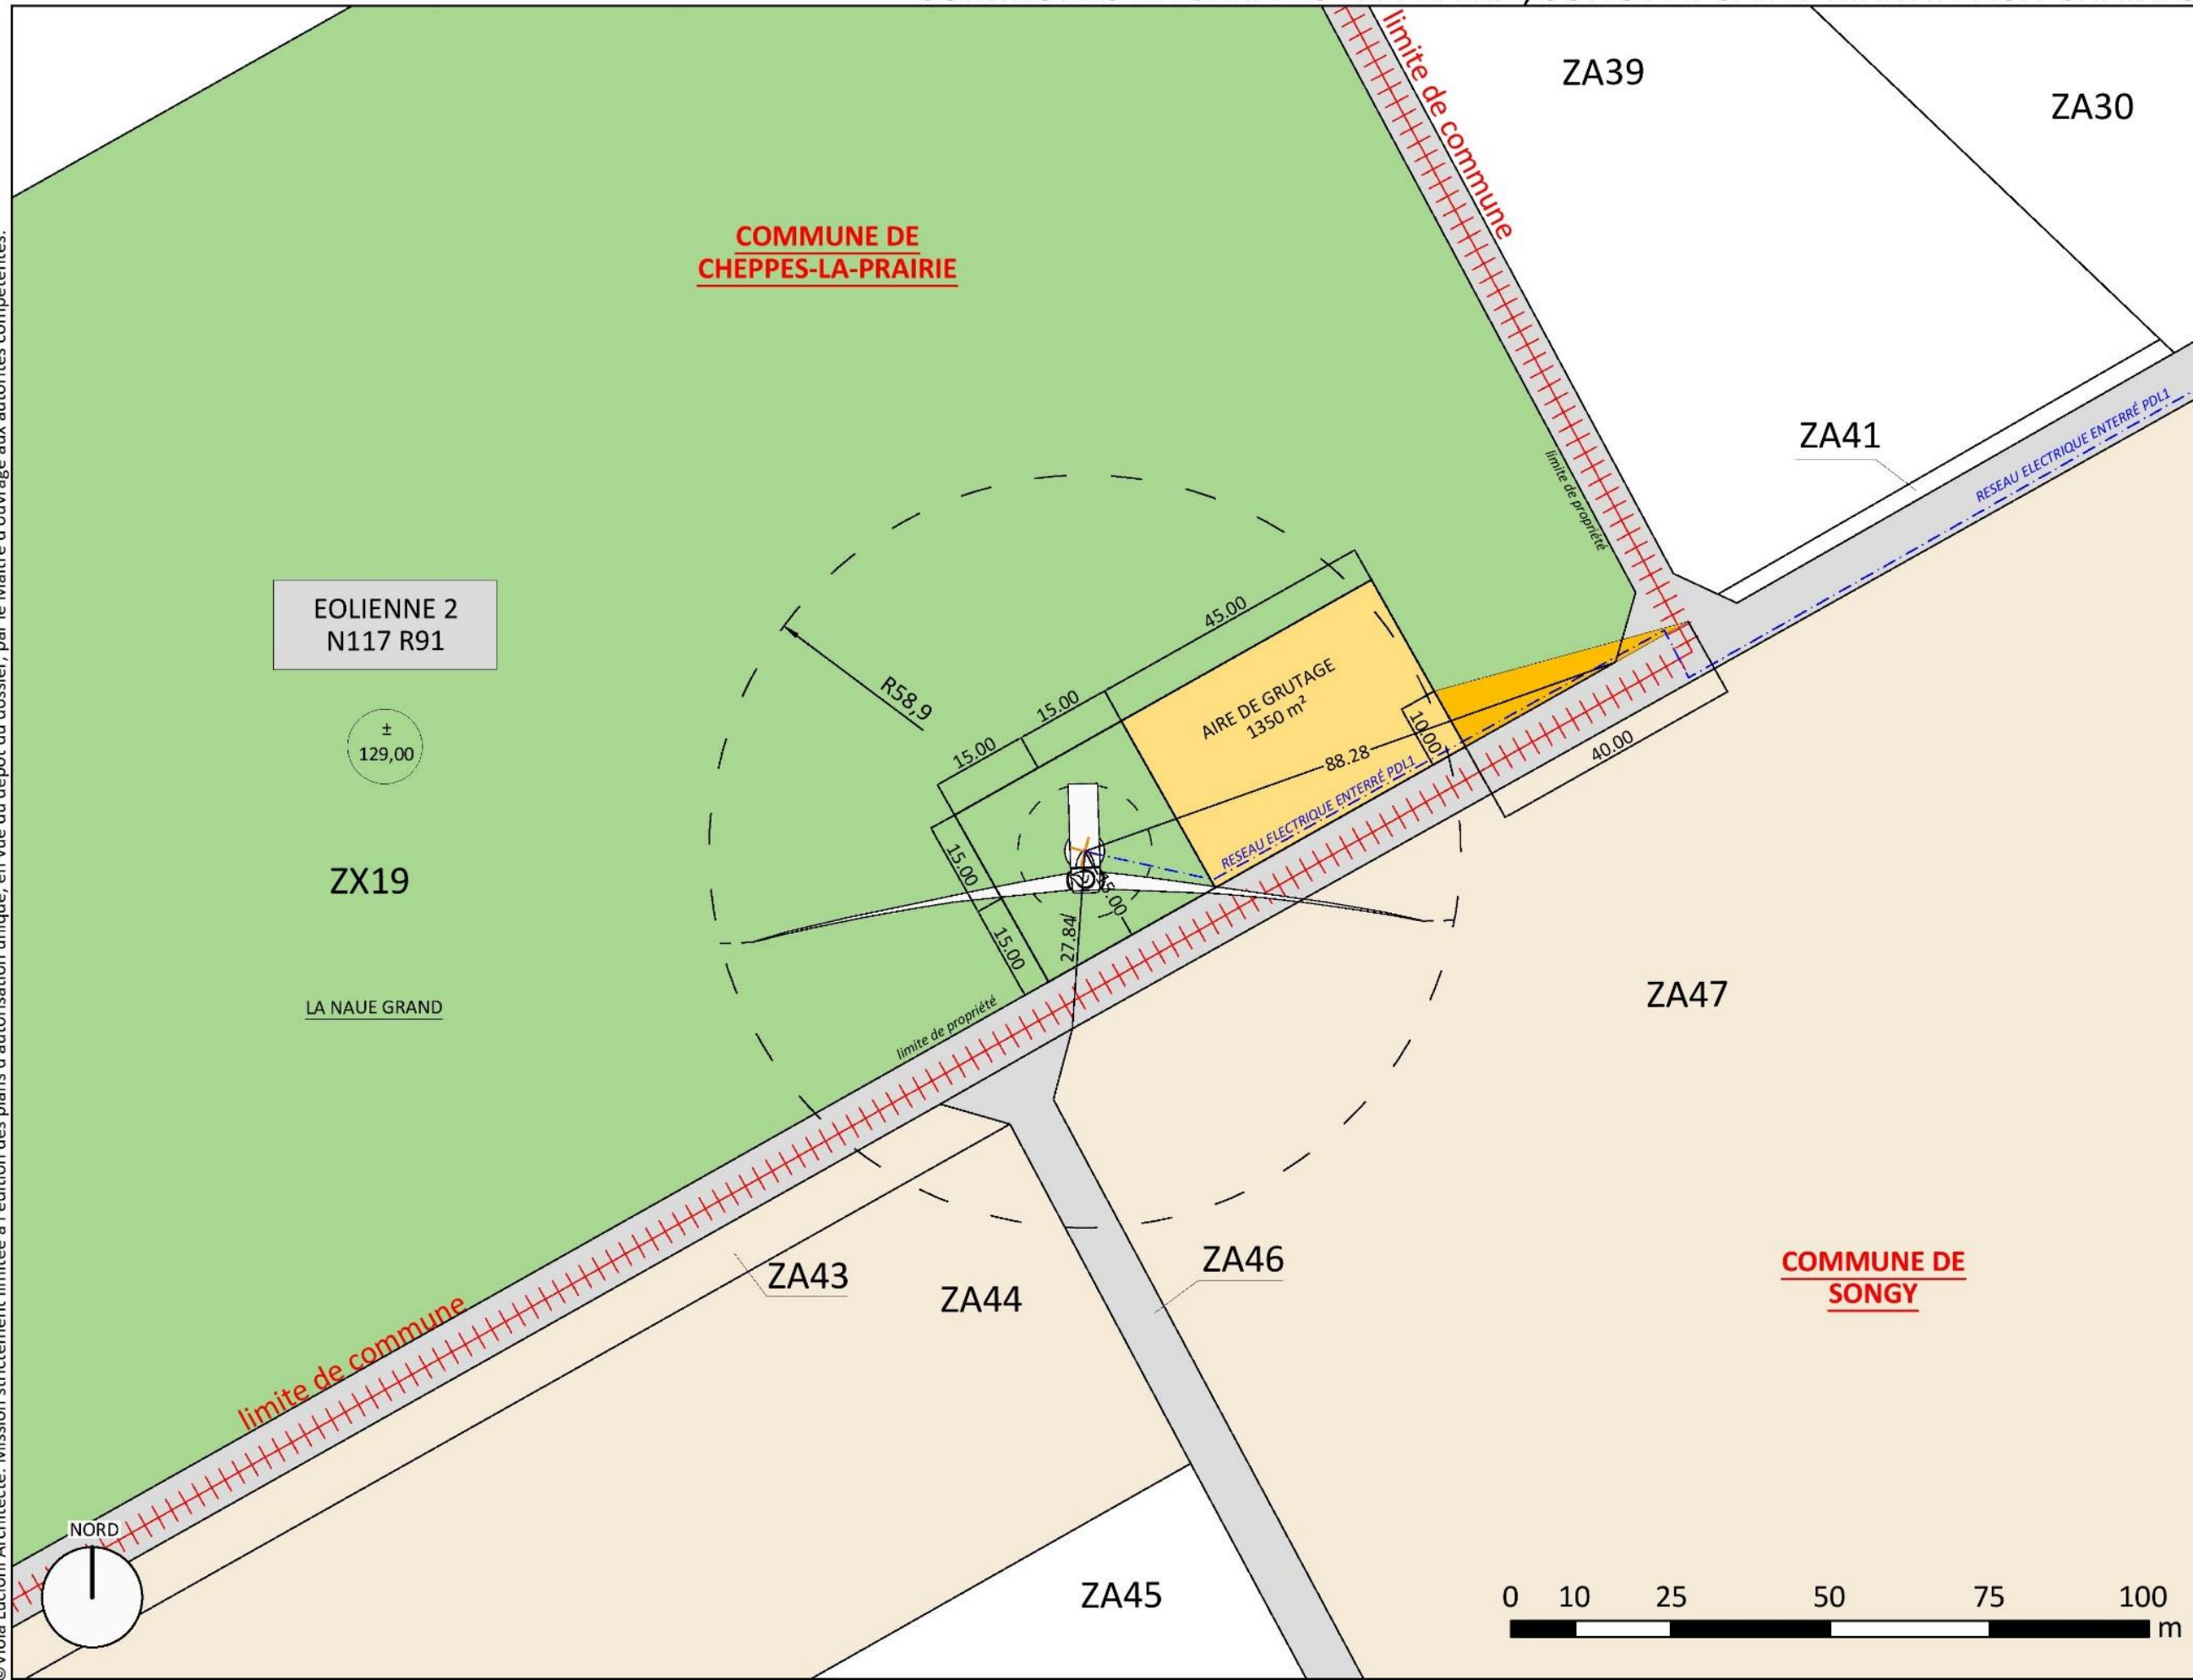 limite de commune
ZA39
ZA30
COMMUNE DE
CHEPPES-LA-PRAIRIE
ZA41
RESEAU ELECTRIQUE ENTERRÉ PDL1
limite de propriété
EOLIENNE 2
N117 R91
45.00
R58,9
15.00
15.00
AIRE DE GRUTAGE
1350 m²
10.00
88.28
40.00
±
129,00
RESEAU ELECTRIQUE ENTERRÉ PDL1
15.00
15.00
15.00
27.84
ZX19
LA NAUE GRAND
limite de propriété
ZA47
ZA46
ZA43
ZA44
COMMUNE DE
SONGY
limite de commune
NORD
ZA45
0 10 25 50 75 100
m